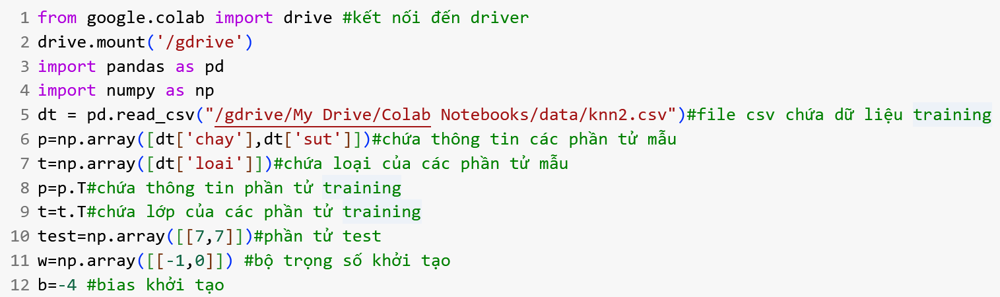 1 from google.colab import drive #kết nối đến driver
2 drive.mount('/gdrive')
3 import pandas as pd
4 import numpy as np
5 dt = pd.read_csv("/gdrive/My Drive/Colab Notebooks/data/knn2.csv")#file csv chứa dữ liệu training
6 p=np.array([dt['chay'],dt['sut']])#chứa thông tin các phần tử mẫu
7 t=np.array([dt['loai']])#chứa loại của các phần tử mẫu
8 p=p.T#chứa thông tin phần tử training
9 t=t.T#chứa lớp của các phần tử training
10 test=np.array([[7,7]])#phần tử test
11 w=np.array([[-1,0]]) #bộ trọng số khởi tạo
12 b=-4 #bias khởi tạo